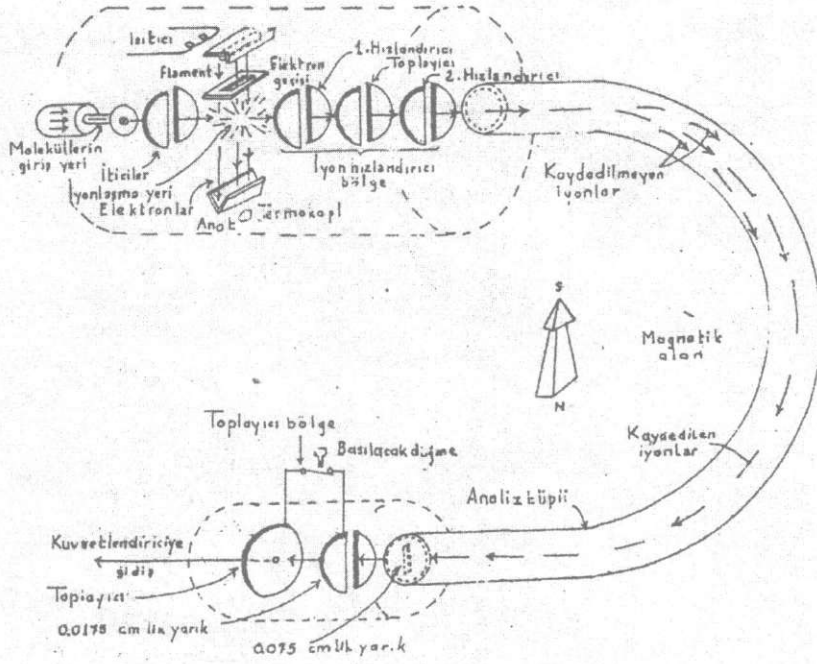 Isıtıcı
Filament
Elektron
geçişi
1. Hızlandırıcı
Toplayıcı
2. Hızlandırıcı
Moleküllerin
giriş yeri
İticiler
İyonlaşma yeri
Elektronlar
Anot
Termokapl
İyon hızlandırıcı
bölge
Kaydedilmeyen
iyonlar
S
N
Magnetik
alan
Kaydedilen
iyonlar
Toplayıcı bölge
Basılacak düğme
Analiz tüpü
Kuvvetlendiriciye
gidiş
Toplayıcı
0.0175 cm lik yarık
0.075 cm lik yarık